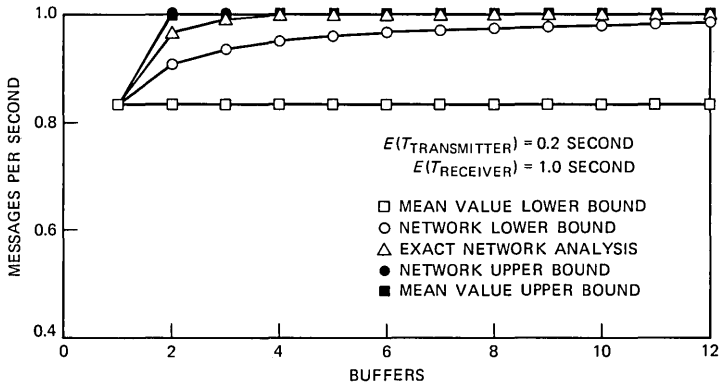 MESSAGES PER SECOND
1.0
0.8
0.6
0.4
0
2
4
6
8
10
12
BUFFERS
E(T_TRANSMITTER) = 0.2 SECOND
E(T_RECEIVER) = 1.0 SECOND
□ MEAN VALUE LOWER BOUND
○ NETWORK LOWER BOUND
△ EXACT NETWORK ANALYSIS
● NETWORK UPPER BOUND
■ MEAN VALUE UPPER BOUND